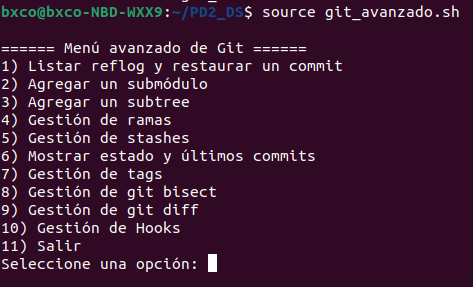 bxco@bxco-NBD-WXX9:~/PD2_DS$ source git_avanzado.sh
====== Menú avanzado de Git ======
1) Listar reflog y restaurar un commit
2) Agregar un submódulo
3) Agregar un subtree
4) Gestión de ramas
5) Gestión de stashes
6) Mostrar estado y últimos commits
7) Gestión de tags
8) Gestión de git bisect
9) Gestión de git diff
10) Gestión de Hooks
11) Salir
Seleccione una opción: